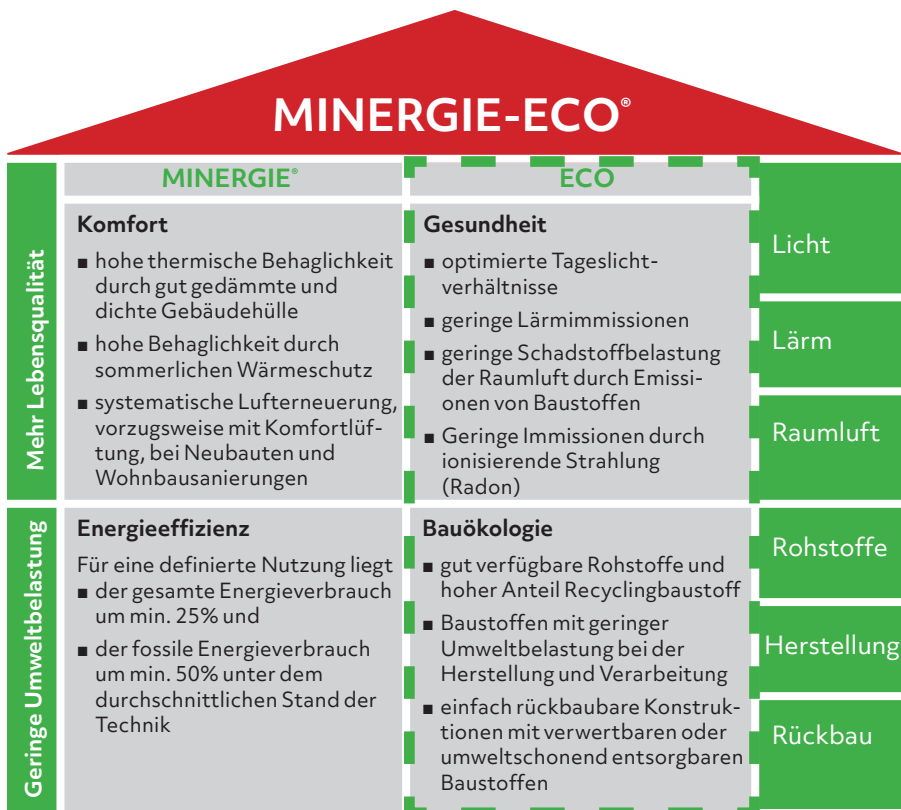 MINERGIE-ECO®
MINERGIE®
ECO
Mehr Lebensqualität
Komfort
■ hohe thermische Behaglichkeit
durch gut gedämmte und
dichte Gebäudehülle
■ hohe Behaglichkeit durch
sommerlichen Wärmeschutz
■ systematische Lufterneuerung,
vorzugsweise mit Komfortlüf-
tung, bei Neubauten und
Wohnbausanierungen
Gesundheit
■ optimierte Tageslicht-
verhältnisse
■ geringe Lärmimmissionen
■ geringe Schadstoffbelastung
der Raumluft durch Emissi-
onen von Baustoffen
■ Geringe Immissionen durch
ionisierende Strahlung
(Radon)
Licht
Lärm
Raumluft
Geringe Umweltbelastung
Energieeffizienz
Für eine definierte Nutzung liegt
■ der gesamte Energieverbrauch
um min. 25% und
■ der fossile Energieverbrauch
um min. 50% unter dem
durchschnittlichen Stand der
Technik
Bauökologie
■ gut verfügbare Rohstoffe und
hoher Anteil Recyclingbaustoff
■ Baustoffen mit geringer
Umweltbelastung bei der
Herstellung und Verarbeitung
■ einfach rückbaubare Konstruk-
tionen mit verwertbaren oder
umweltschonend entsorgbaren
Baustoffen
Rohstoffe
Herstellung
Rückbau